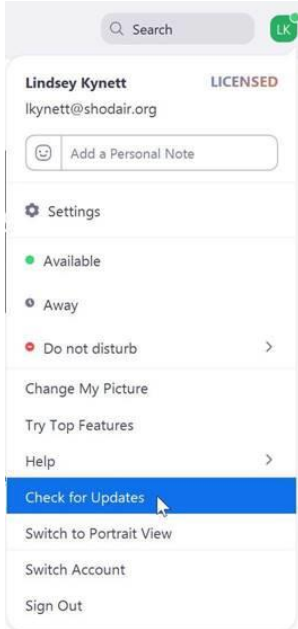 Search
LK
Lindsey Kynett LICENSED
lkynett@shodair.org
Add a Personal Note
Settings
Available
Away
Do not disturb
Change My Picture
Try Top Features
Help
Check for Updates
Switch to Portrait View
Switch Account
Sign Out